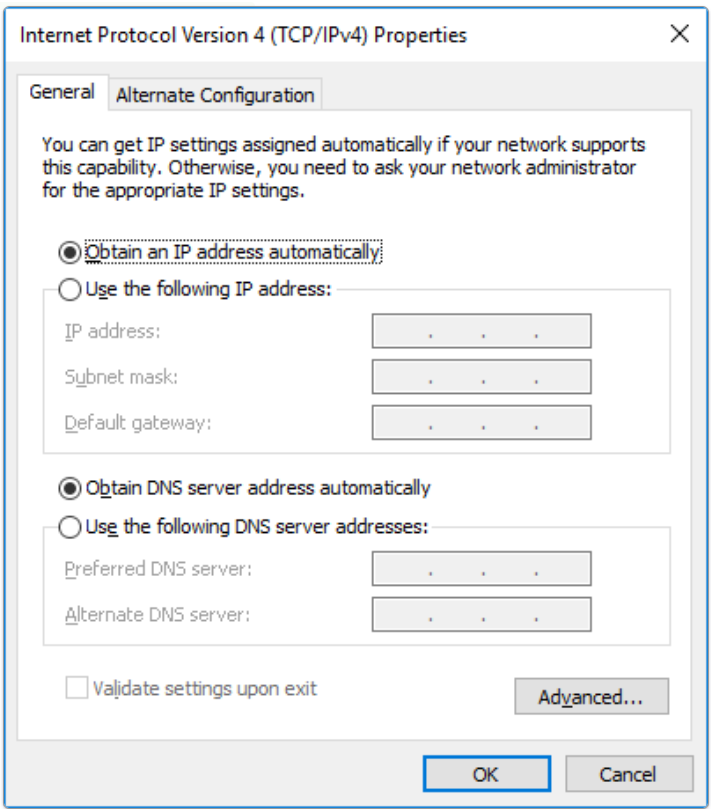 Internet Protocol Version 4 (TCP/IPv4) Properties
General
Alternate Configuration
You can get IP settings assigned automatically if your network supports
this capability. Otherwise, you need to ask your network administrator
for the appropriate IP settings.
Obtain an IP address automatically
Use the following IP address:
IP address:
Subnet mask:
Default gateway:
Obtain DNS server address automatically
Use the following DNS server addresses:
Preferred DNS server:
Alternate DNS server:
Validate settings upon exit
Advanced...
OK
Cancel